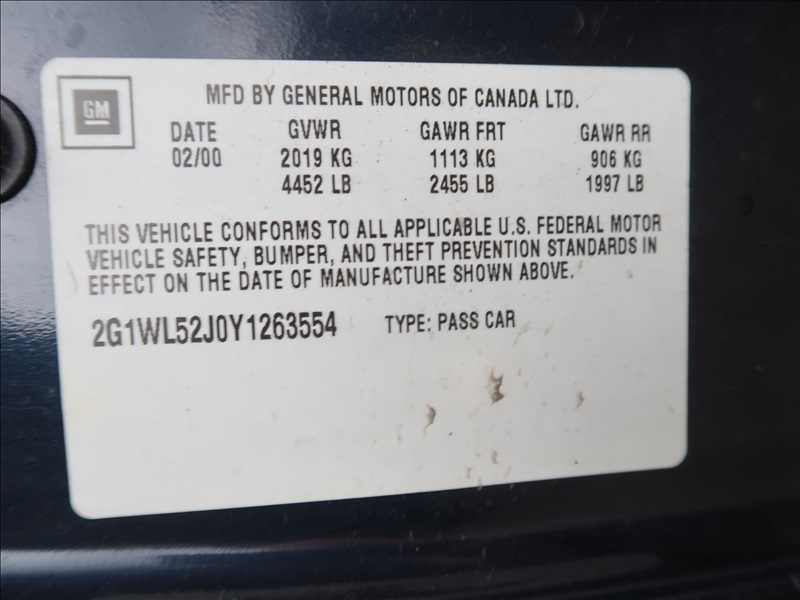 GM
MFD BY GENERAL MOTORS OF CANADA LTD.
DATE GVWR GAWR FRT GAWR RR
02/00 2019 KG 1113 KG 906 KG
4452 LB 2455 LB 1997 LB
THIS VEHICLE CONFORMS TO ALL APPLICABLE U.S. FEDERAL MOTOR
VEHICLE SAFETY, BUMPER, AND THEFT PREVENTION STANDARDS IN
EFFECT ON THE DATE OF MANUFACTURE SHOWN ABOVE.
2G1WL52J0Y1263554 TYPE: PASS CAR